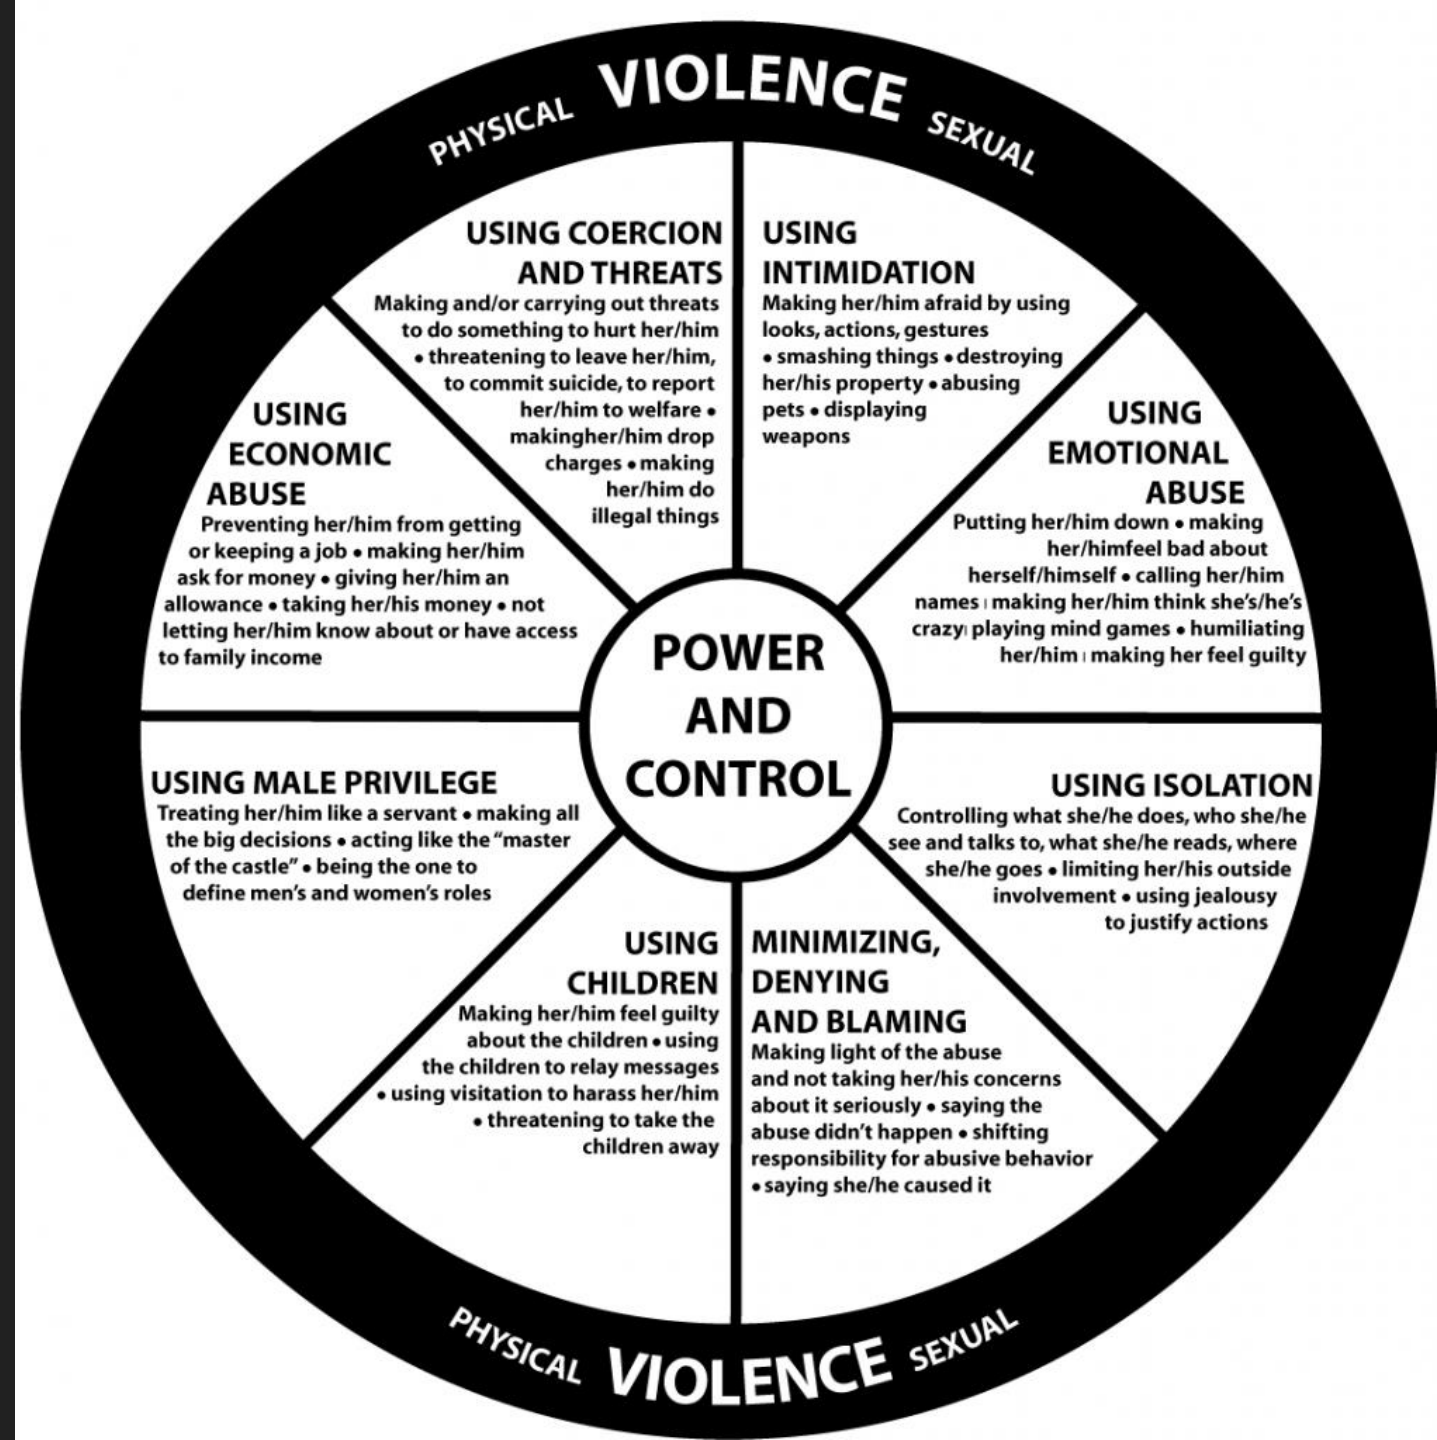 PHYSICAL VIOLENCE SEXUAL
USING COERCION
AND THREATS
Making and/or carrying out threats
to do something to hurt her/him
• threatening to leave her/him,
to commit suicide, to report
her/him to welfare •
makingher/him drop
charges • making
her/him do
illegal things
USING
INTIMIDATION
Making her/him afraid by using
looks, actions, gestures
• smashing things • destroying
her/his property • abusing
pets • displaying
weapons
USING
EMOTIONAL
ABUSE
Putting her/him down • making
her/himfeel bad about
herself/himself • calling her/him
names | making her/him think she's/he's
crazy| playing mind games • humiliating
her/him | making her feel guilty
USING ISOLATION
Controlling what she/he does, who she/he
see and talks to, what she/he reads, where
she/he goes • limiting her/his outside
involvement • using jealousy
to justify actions
MINIMIZING,
DENYING
AND BLAMING
Making light of the abuse
and not taking her/his concerns
about it seriously • saying the
abuse didn't happen • shifting
responsibility for abusive behavior
• saying she/he caused it
USING
CHILDREN
Making her/him feel guilty
about the children • using
the children to relay messages
• using visitation to harass her/him
• threatening to take the
children away
USING MALE PRIVILEGE
Treating her/him like a servant • making all
the big decisions • acting like the "master
of the castle" • being the one to
define men's and women's roles
USING
ECONOMIC
ABUSE
Preventing her/him from getting
or keeping a job • making her/him
ask for money • giving her/him an
allowance • taking her/his money • not
letting her/him know about or have access
to family income
POWER
AND
CONTROL
PHYSICAL VIOLENCE SEXUAL